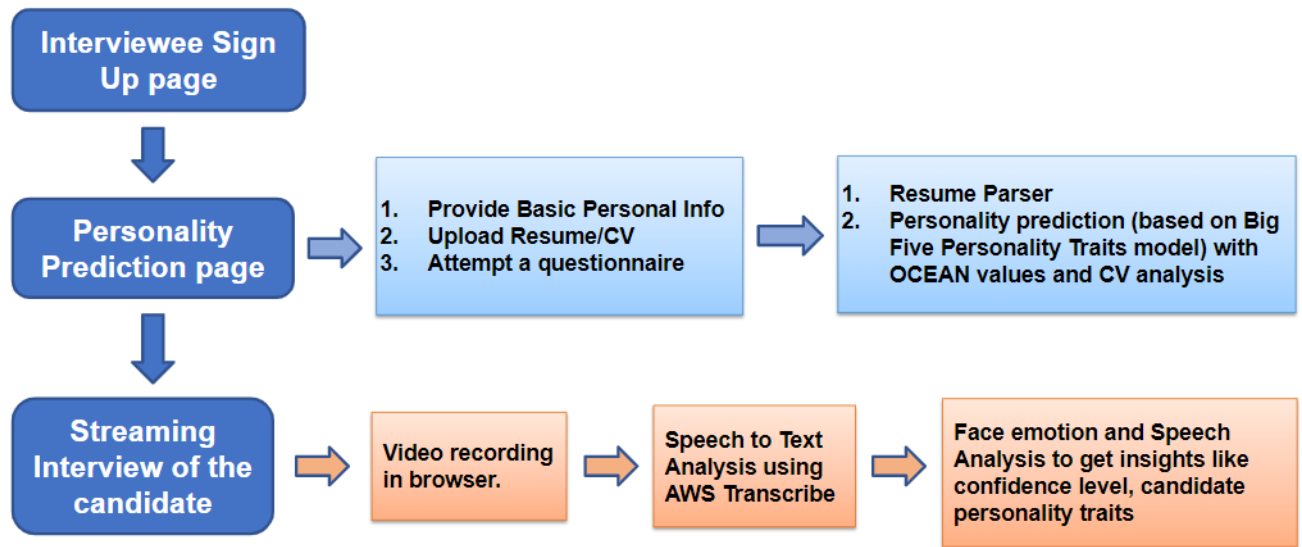 Interviewee Sign
Up page
Personality
Prediction page
1. Provide Basic Personal Info
2. Upload Resume/CV
3. Attempt a questionnaire
1. Resume Parser
2. Personality prediction (based on Big
Five Personality Traits model) with
OCEAN values and CV analysis
Streaming
Interview of the
candidate
Video recording
in browser.
Speech to Text
Analysis using
AWS Transcribe
Face emotion and Speech
Analysis to get insights like
confidence level, candidate
personality traits